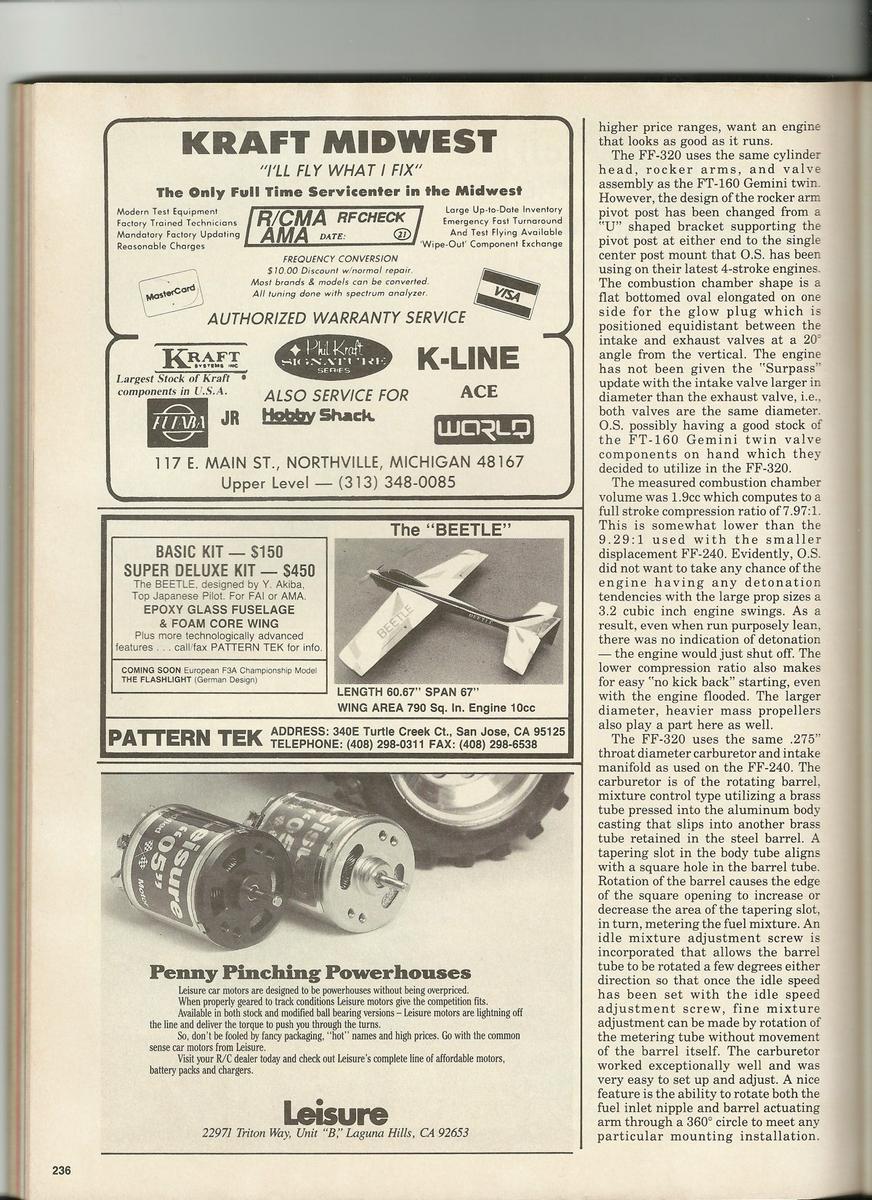 KRAFT MIDWEST
"I'LL FLY WHAT I FIX"
The Only Full Time Servicenter in the Midwest
Modern Test Equipment
Factory Trained Technicians
Mandatory Factory Updating
Reasonable Charges
R/CMA RF CHECK
AMA DATE: 21
Large Up-to-Date Inventory
Emergency Fast Turnaround
And Test Flying Available
'Wipe-Out' Component Exchange
FREQUENCY CONVERSION
$10.00 Discount w/normal repair.
Most brands & models can be converted.
All tuning done with spectrum analyzer.
MasterCard
VISA
AUTHORIZED WARRANTY SERVICE
KRAFT
SYSTEMS INC
Largest Stock of Kraft
components in U.S.A.
Phil Kraft
SIGNATURE
SERIES
K-LINE
ALSO SERVICE FOR
ACE
FUTABA
JR
Hobby Shack
WORLD
117 E. MAIN ST., NORTHVILLE, MICHIGAN 48167
Upper Level — (313) 348-0085
The "BEETLE"
BASIC KIT — $150
SUPER DELUXE KIT — $450
The BEETLE, designed by Y. Akiba,
Top Japanese Pilot. For FAI or AMA.
EPOXY GLASS FUSELAGE
& FOAM CORE WING
Plus more technologically advanced
features . . . call/fax PATTERN TEK for info.
COMING SOON European F3A Championship Model
THE FLASHLIGHT (German Design)
BEETLE
BEETLE
LENGTH 60.67" SPAN 67"
WING AREA 790 Sq. In. Engine 10cc
PATTERN TEK
ADDRESS: 340E Turtle Creek Ct., San Jose, CA 95125
TELEPHONE: (408) 298-0311 FAX: (408) 298-6538
Leisure
"05"
Motor
Penny Pinching Powerhouses
Leisure car motors are designed to be powerhouses without being overpriced.
When properly geared to track conditions Leisure motors give the competition fits.
Available in both stock and modified ball bearing versions – Leisure motors are lightning off
the line and deliver the torque to push you through the turns.
So, don't be fooled by fancy packaging, "hot" names and high prices. Go with the common
sense car motors from Leisure.
Visit your R/C dealer today and check out Leisure's complete line of affordable motors,
battery packs and chargers.
Leisure
22971 Triton Way, Unit "B," Laguna Hills, CA 92653
236
higher price ranges, want an engine
that looks as good as it runs.
The FF-320 uses the same cylinder
head, rocker arms, and valve
assembly as the FT-160 Gemini twin.
However, the design of the rocker arm
pivot post has been changed from a
"U" shaped bracket supporting the
pivot post at either end to the single
center post mount that O.S. has been
using on their latest 4-stroke engines.
The combustion chamber shape is a
flat bottomed oval elongated on one
side for the glow plug which is
positioned equidistant between the
intake and exhaust valves at a 20°
angle from the vertical. The engine
has not been given the "Surpass"
update with the intake valve larger in
diameter than the exhaust valve, i.e.,
both valves are the same diameter.
O.S. possibly having a good stock of
the FT-160 Gemini twin valve
components on hand which they
decided to utilize in the FF-320.
The measured combustion chamber
volume was 1.9cc which computes to a
full stroke compression ratio of 7.97:1.
This is somewhat lower than the
9.29:1 used with the smaller
displacement FF-240. Evidently, O.S.
did not want to take any chance of the
engine having any detonation
tendencies with the large prop sizes a
3.2 cubic inch engine swings. As a
result, even when run purposely lean,
there was no indication of detonation
— the engine would just shut off. The
lower compression ratio also makes
for easy "no kick back" starting, even
with the engine flooded. The larger
diameter, heavier mass propellers
also play a part here as well.
The FF-320 uses the same .275"
throat diameter carburetor and intake
manifold as used on the FF-240. The
carburetor is of the rotating barrel,
mixture control type utilizing a brass
tube pressed into the aluminum body
casting that slips into another brass
tube retained in the steel barrel. A
tapering slot in the body tube aligns
with a square hole in the barrel tube.
Rotation of the barrel causes the edge
of the square opening to increase or
decrease the area of the tapering slot,
in turn, metering the fuel mixture. An
idle mixture adjustment screw is
incorporated that allows the barrel
tube to be rotated a few degrees either
direction so that once the idle speed
has been set with the idle speed
adjustment screw, fine mixture
adjustment can be made by rotation of
the metering tube without movement
of the barrel itself. The carburetor
worked exceptionally well and was
very easy to set up and adjust. A nice
feature is the ability to rotate both the
fuel inlet nipple and barrel actuating
arm through a 360° circle to meet any
particular mounting installation.